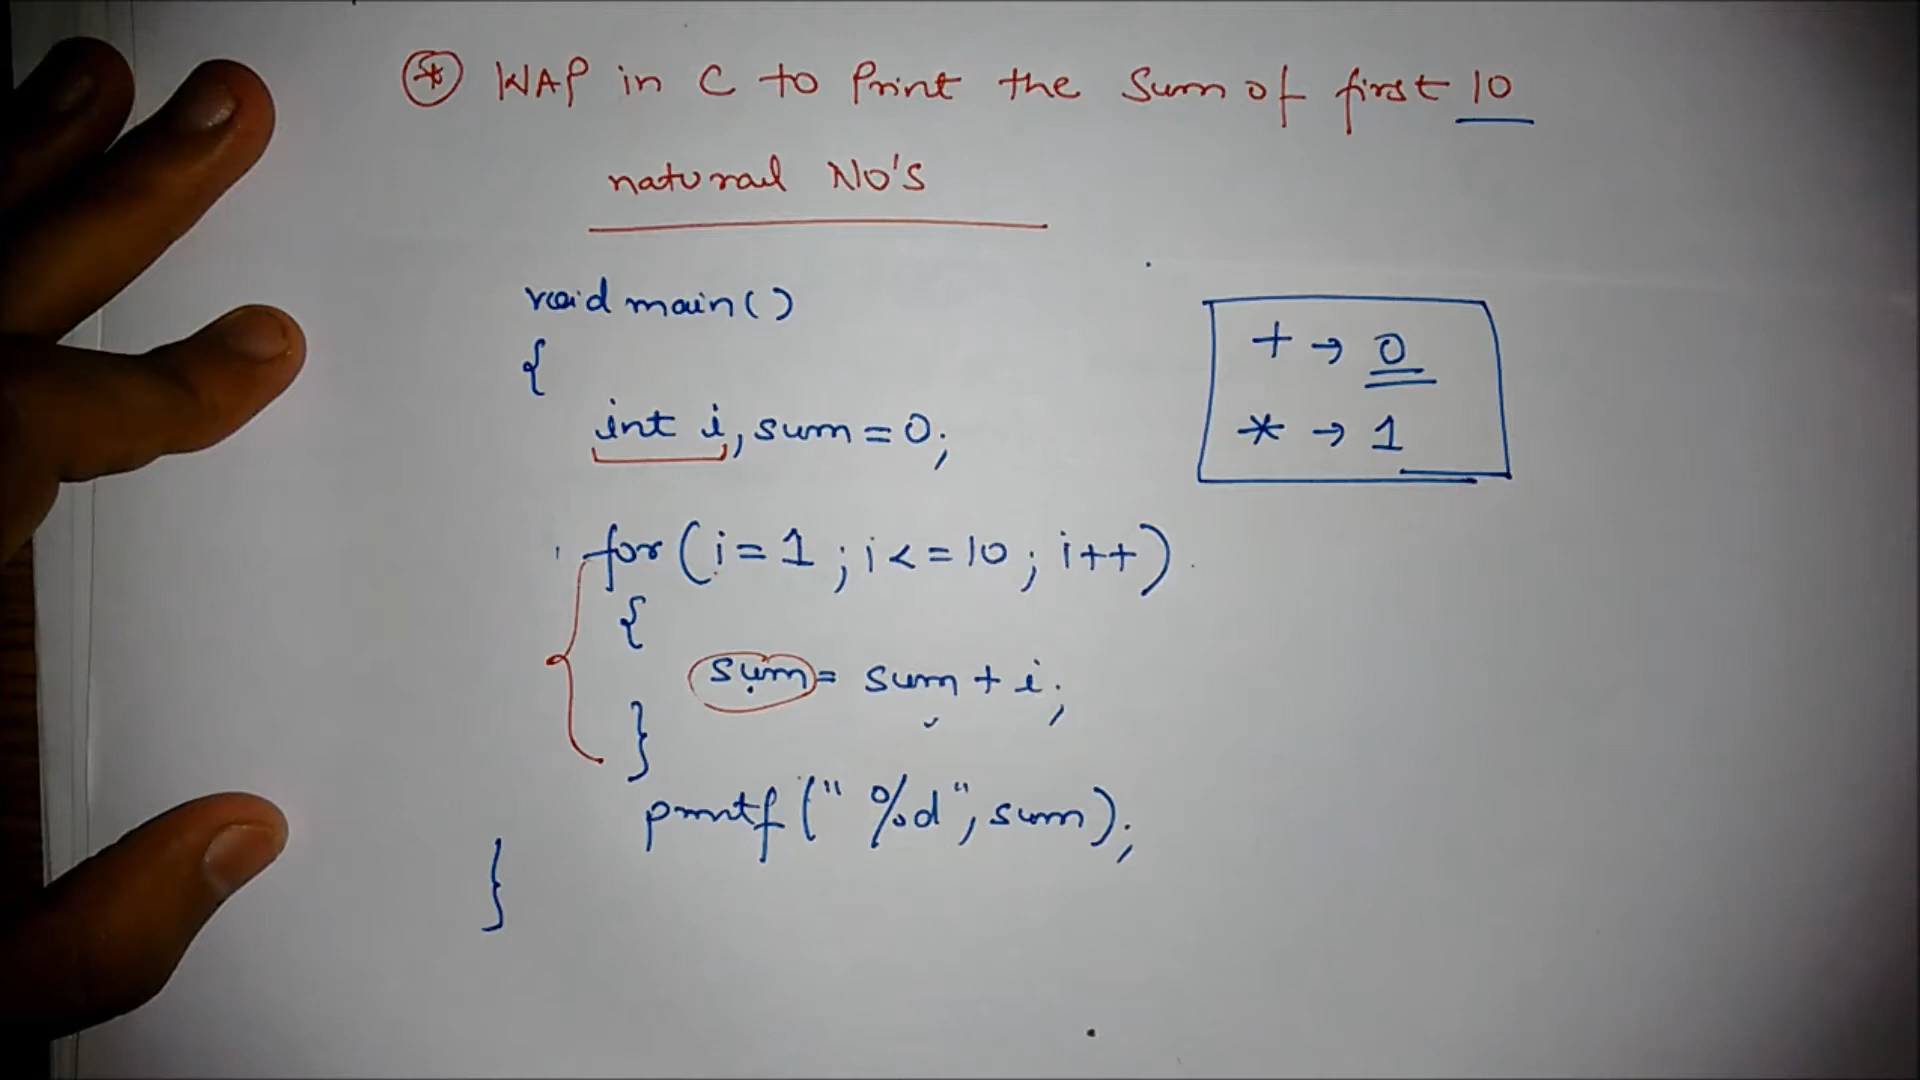 * WAP in C to Print the Sum of first 10
natural No's
void main()
{
int i, sum = 0;
for (i = 1 ; i <= 10 ; i++)
{
sum = sum + i;
}
printf (" %d", sum);
}
+ → 0
* → 1